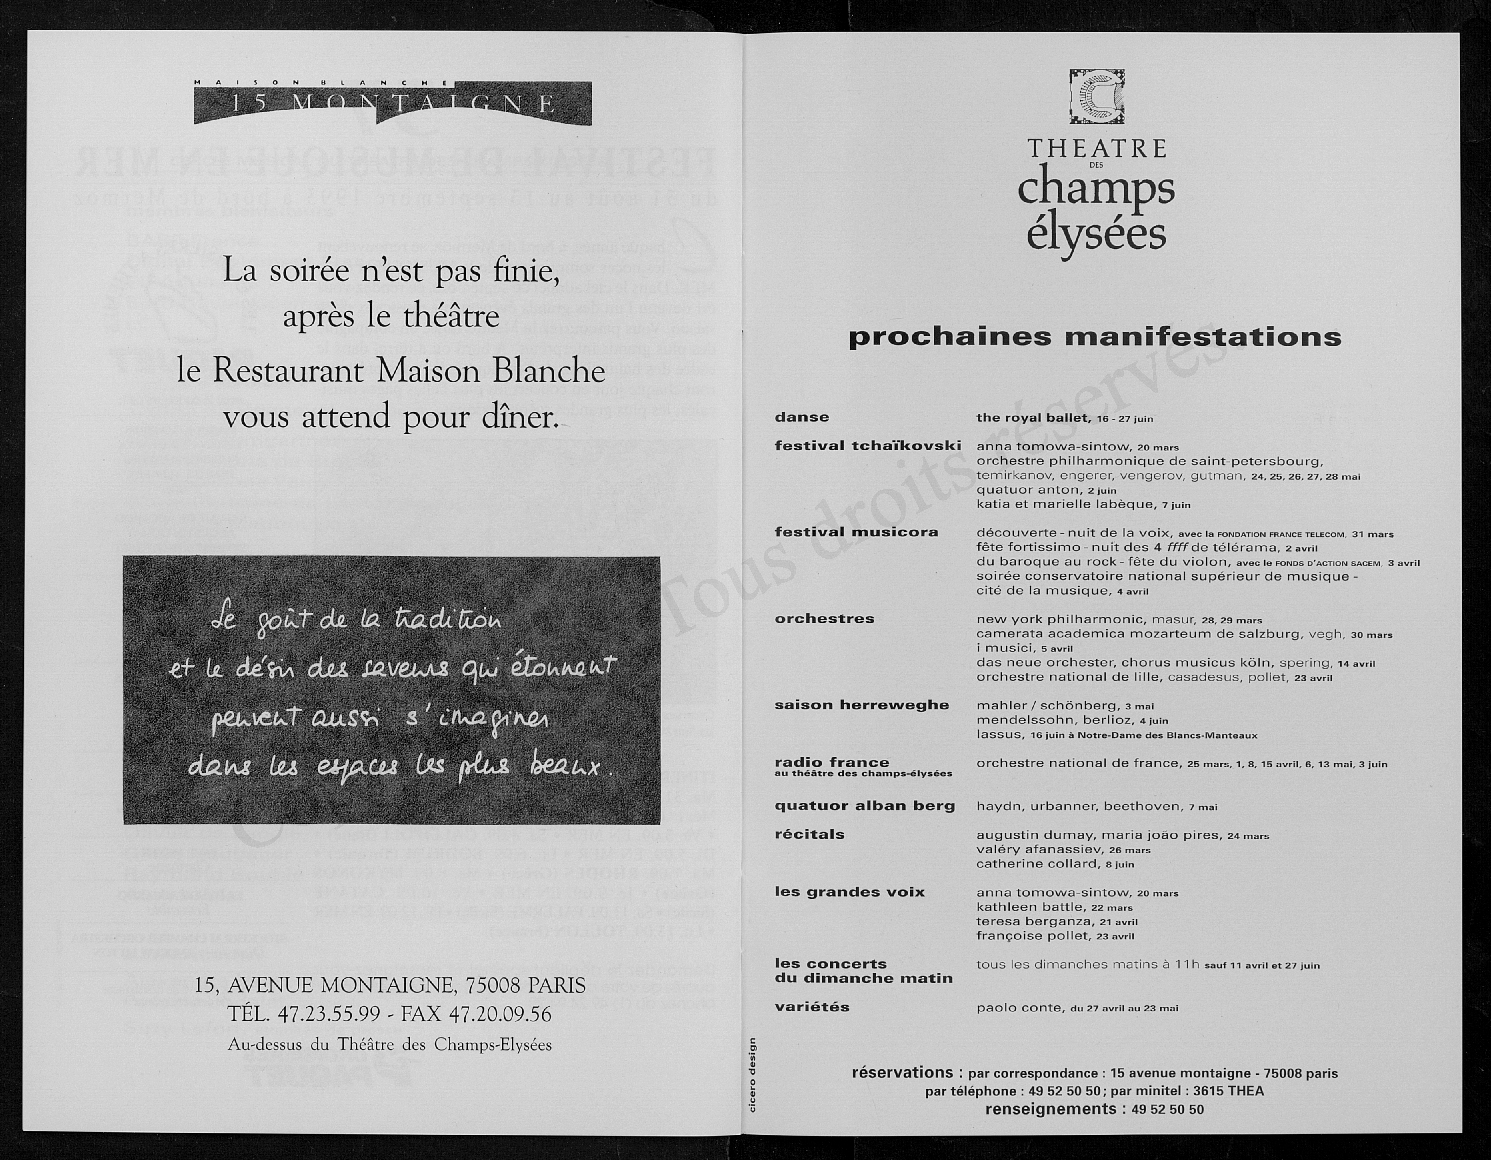 MAISON BLANCHE
15 MONTAIGNE
La soirée n'est pas finie,
après le théâtre
le Restaurant Maison Blanche
vous attend pour dîner.
Le goût de la tradition
et le désir des saveurs qui étonnent
peuvent aussi s'imaginer
dans les espaces les plus beaux.
15, AVENUE MONTAIGNE, 75008 PARIS
TÉL. 47.23.55.99 - FAX 47.20.09.56
Au-dessus du Théâtre des Champs-Elysées
THEATRE
DES
champs
élysées
prochaines manifestations
danse the royal ballet, 16 - 27 juin
festival tchaïkovski anna tomowa-sintow, 20 mars
orchestre philharmonique de saint-petersbourg,
temirkanov, engerer, vengerov, gutman, 24, 25, 26, 27, 28 mai
quatuor anton, 2 juin
katia et marielle labèque, 7 juin
festival musicora découverte - nuit de la voix, avec la FONDATION FRANCE TELECOM, 31 mars
fête fortissimo - nuit des 4 ffff de télérama, 2 avril
du baroque au rock - fête du violon, avec le FONDS D'ACTION SACEM, 3 avril
soirée conservatoire national supérieur de musique -
cité de la musique, 4 avril
orchestres new york philharmonic, masur, 28, 29 mars
camerata academica mozarteum de salzburg, vegh, 30 mars
i musici, 5 avril
das neue orchester, chorus musicus köln, spering, 14 avril
orchestre national de lille, casadesus, pollet, 23 avril
saison herreweghe mahler / schönberg, 3 mai
mendelssohn, berlioz, 4 juin
lassus, 16 juin à Notre-Dame des Blancs-Manteaux
radio france orchestre national de france, 25 mars, 1, 8, 15 avril, 6, 13 mai, 3 juin
au théâtre des champs-élysées
quatuor alban berg haydn, urbanner, beethoven, 7 mai
récitals augustin dumay, maria joão pires, 24 mars
valéry afanassiev, 26 mars
catherine collard, 8 juin
les grandes voix anna tomowa-sintow, 20 mars
kathleen battle, 22 mars
teresa berganza, 21 avril
françoise pollet, 23 avril
les concerts tous les dimanches matins à 11h sauf 11 avril et 27 juin
du dimanche matin
variétés paolo conte, du 27 avril au 23 mai
cicero design
réservations : par correspondance : 15 avenue montaigne - 75008 paris
par téléphone : 49 52 50 50 ; par minitel : 3615 THEA
renseignements : 49 52 50 50
Tous droits réservés